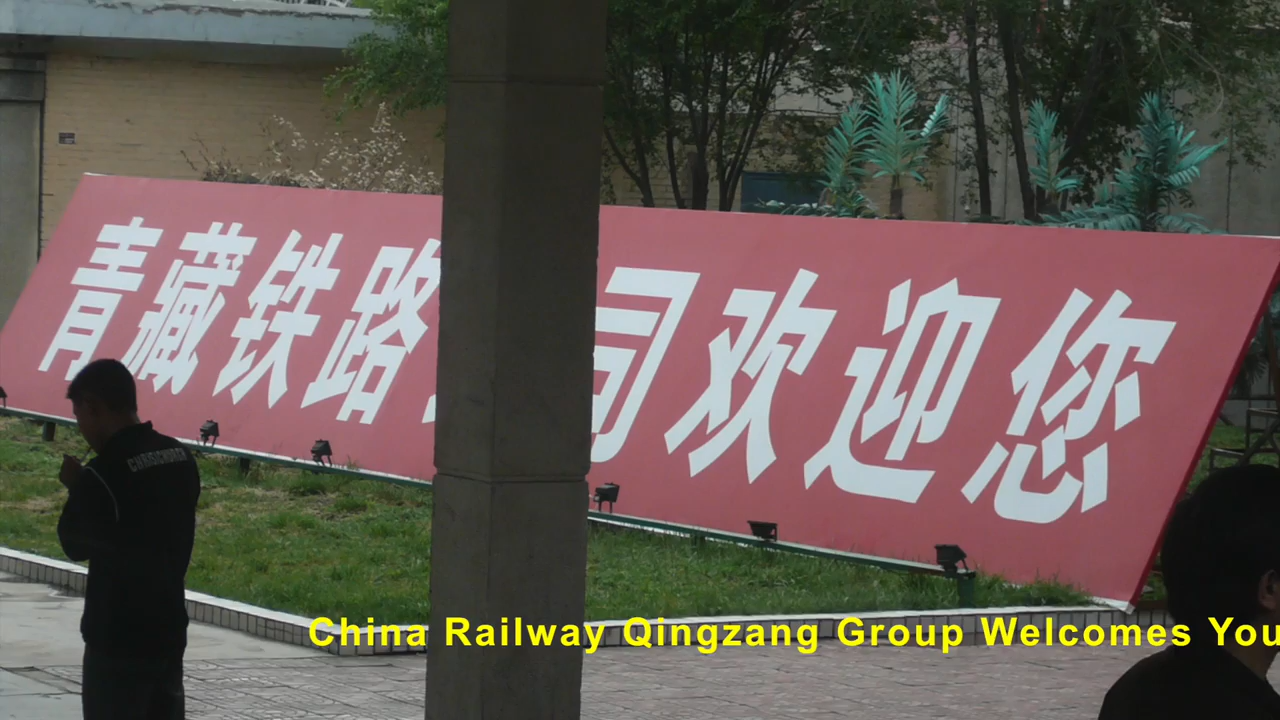 青藏铁路 司欢迎您
China Railway Qingzang Group Welcomes You